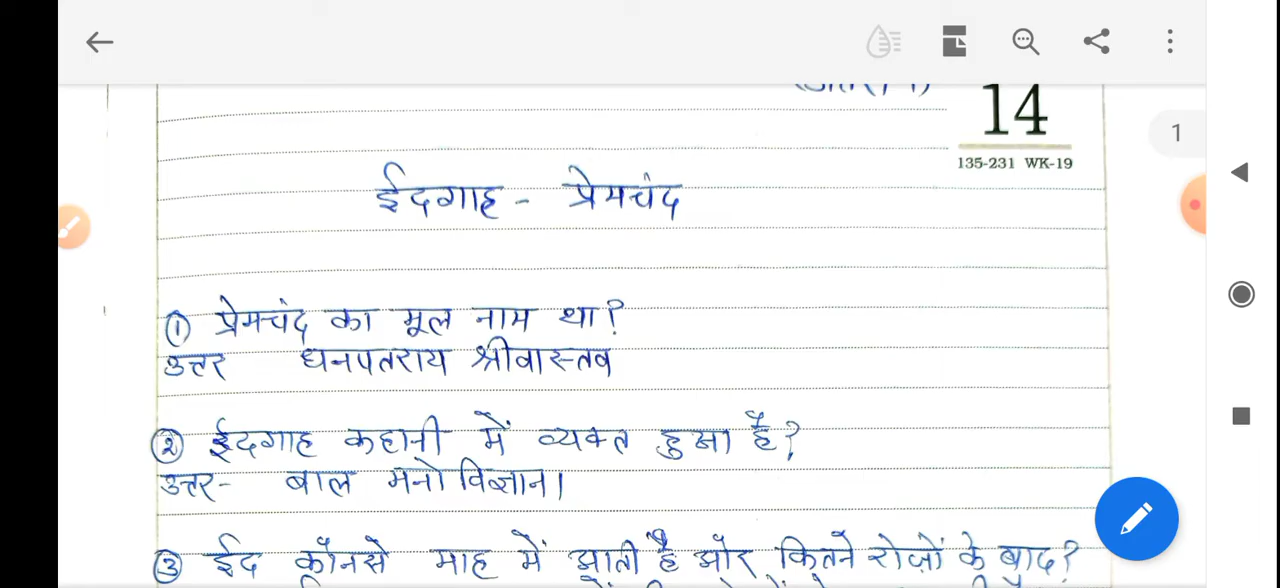 14
135-231 WK-19
1
ईदगाह - प्रेमचंद
① प्रेमचंद का मूल नाम था?
उत्तर धनपतराय श्रीवास्तव
② ईदगाह कहानी में व्यक्त हुआ है?
उत्तर- बाल मनोविज्ञान।
③ ईद कौनसे माह में आती है और कितने रोज़ों के बाद?